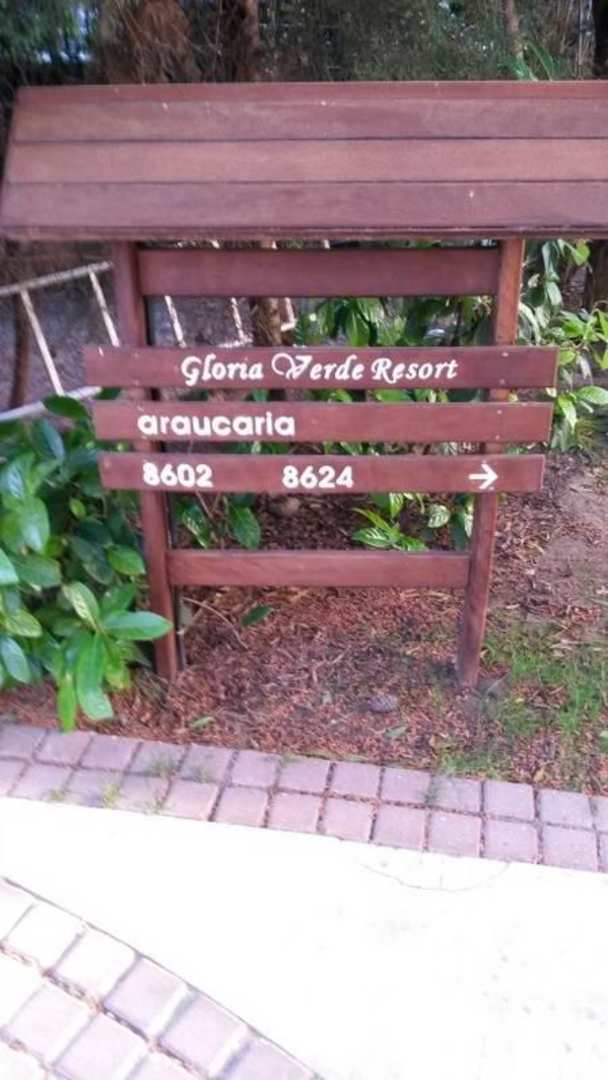 Gloria Verde Resort
araucaria
8602 8624 →